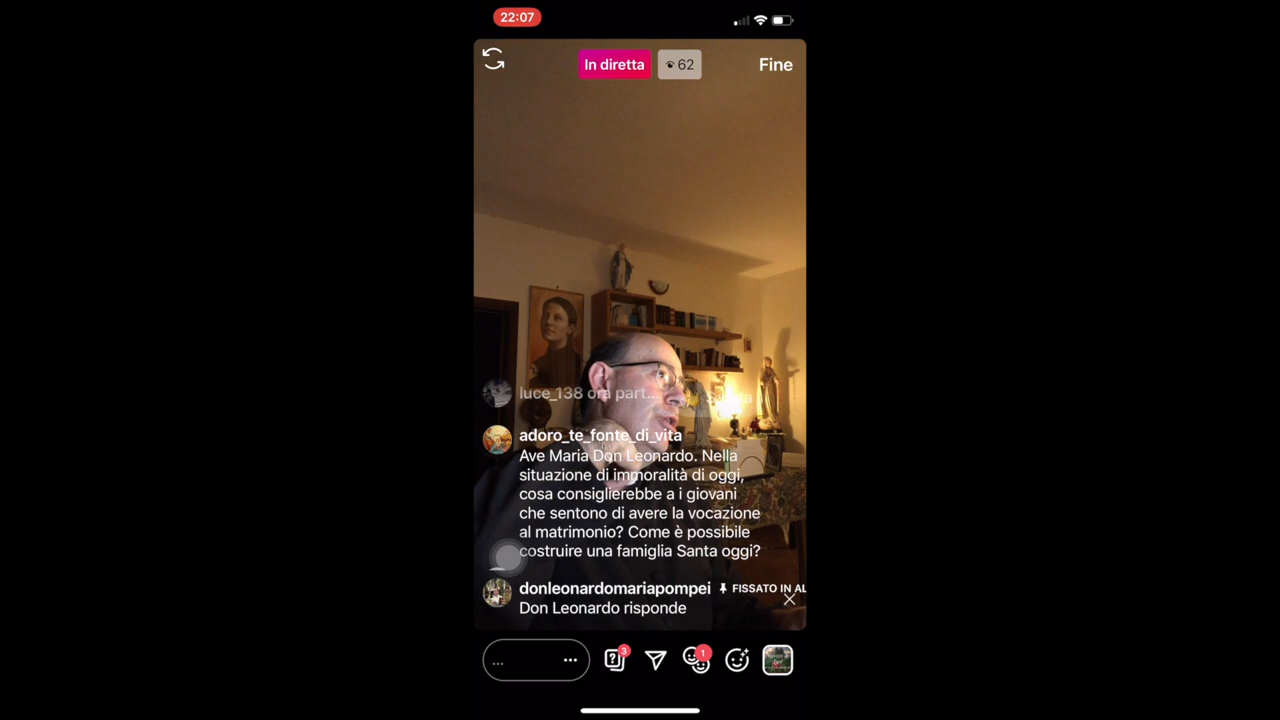 22:07
In diretta
62
Fine
luce_138 ora part...
adoro_te_fonte_di_vita
Ave Maria Don Leonardo. Nella
situazione di immoralità di oggi,
cosa consiglierebbe a i giovani
che sentono di avere la vocazione
al matrimonio? Come è possibile
costruire una famiglia Santa oggi?
donleonardomariapompei FISSATO IN AL
Don Leonardo risponde
...
3
1